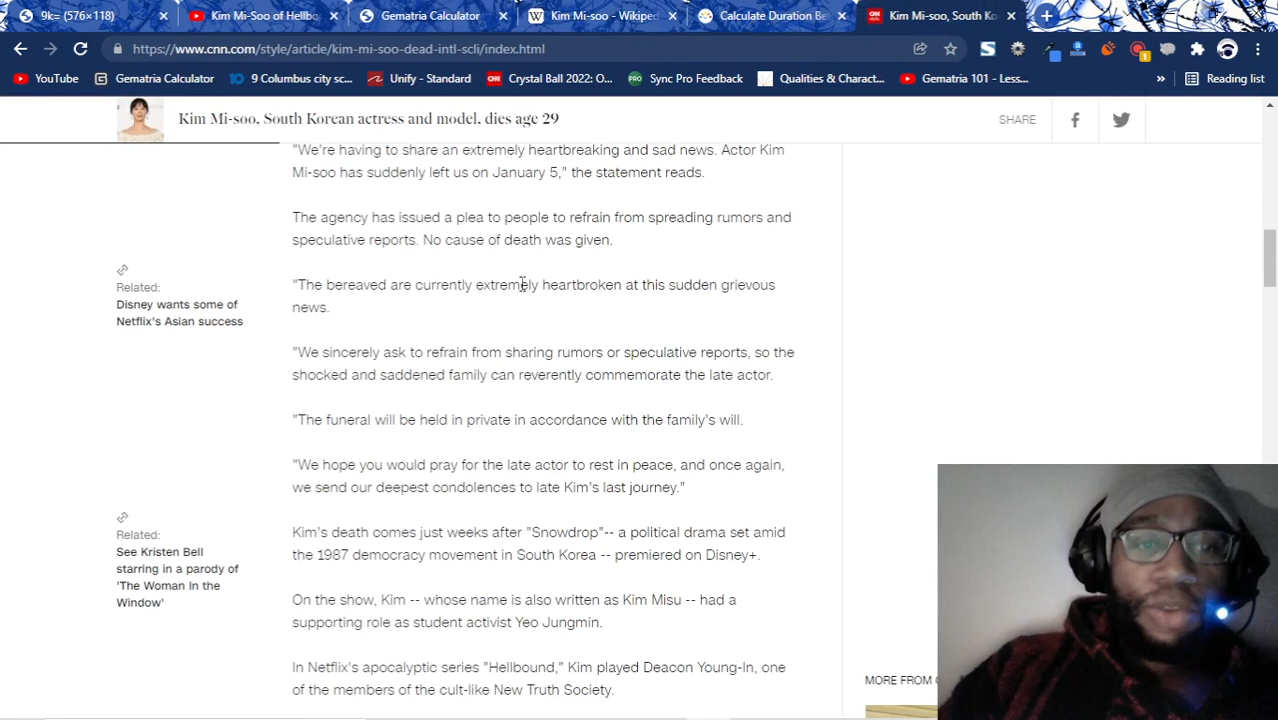 9k= (576×118)
Kim Mi-Soo of Hellbo
Gematria Calculator
Kim Mi-soo - Wikiped
Calculate Duration Be
Kim Mi-soo, South Ko
https://www.cnn.com/style/article/kim-mi-soo-dead-intl-scli/index.html
1
YouTube
Gematria Calculator
9 Columbus city sc...
Unify - Standard
Crystal Ball 2022: O...
Sync Pro Feedback
Qualities & Charact...
Gematria 101 - Less...
»
Reading list
Kim Mi-soo, South Korean actress and model, dies age 29
SHARE
"We're having to share an extremely heartbreaking and sad news. Actor Kim
Mi-soo has suddenly left us on January 5," the statement reads.
The agency has issued a plea to people to refrain from spreading rumors and
speculative reports. No cause of death was given.
Related:
Disney wants some of
Netflix's Asian success
"The bereaved are currently extremely heartbroken at this sudden grievous
news.
"We sincerely ask to refrain from sharing rumors or speculative reports, so the
shocked and saddened family can reverently commemorate the late actor.
"The funeral will be held in private in accordance with the family's will.
"We hope you would pray for the late actor to rest in peace, and once again,
we send our deepest condolences to late Kim's last journey."
Related:
See Kristen Bell
starring in a parody of
'The Woman In the
Window'
Kim's death comes just weeks after "Snowdrop"-- a political drama set amid
the 1987 democracy movement in South Korea -- premiered on Disney+.
On the show, Kim -- whose name is also written as Kim Misu -- had a
supporting role as student activist Yeo Jungmin.
In Netflix's apocalyptic series "Hellbound," Kim played Deacon Young-In, one
of the members of the cult-like New Truth Society.
MORE FROM